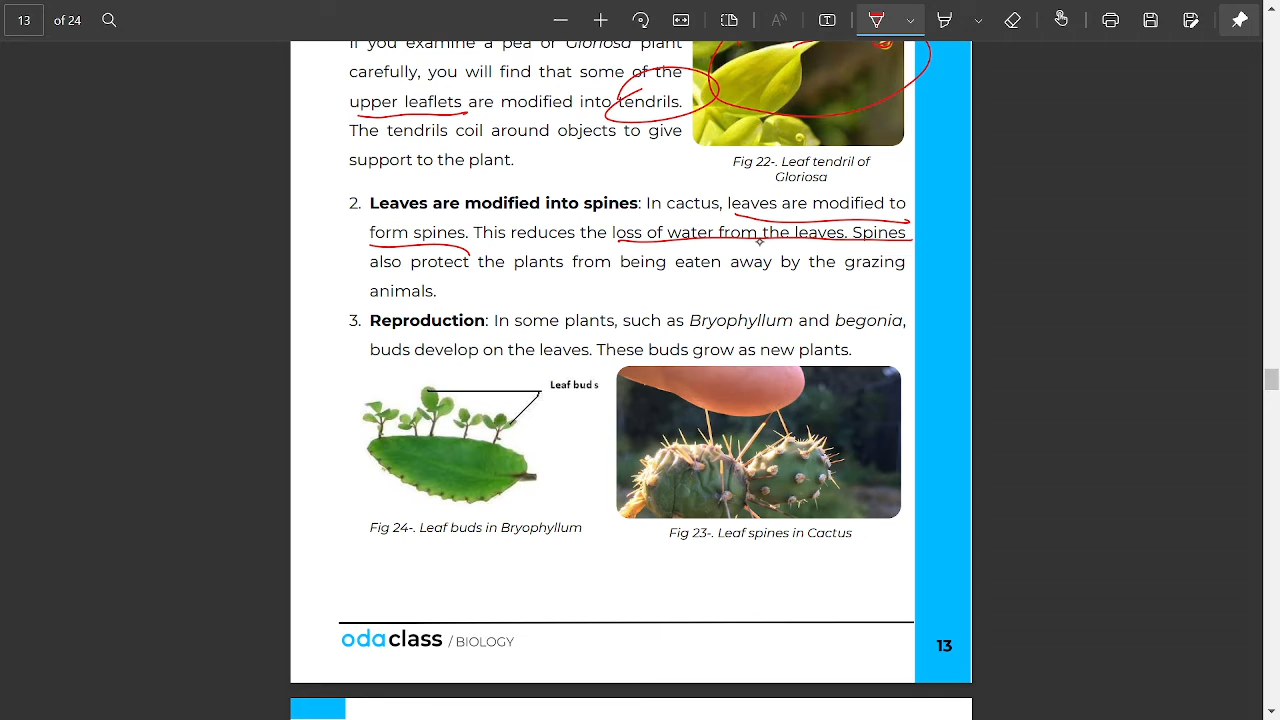 13 of 24
If you examine a pea or Gloriosa plant
carefully, you will find that some of the
upper leaflets are modified into tendrils.
The tendrils coil around objects to give
support to the plant.
Fig 22-. Leaf tendril of
Gloriosa
2. Leaves are modified into spines: In cactus, leaves are modified to
form spines. This reduces the loss of water from the leaves. Spines
also protect the plants from being eaten away by the grazing
animals.
3. Reproduction: In some plants, such as Bryophyllum and begonia,
buds develop on the leaves. These buds grow as new plants.
Leaf buds
Fig 24-. Leaf buds in Bryophyllum
Fig 23-. Leaf spines in Cactus
odaclass / BIOLOGY
13